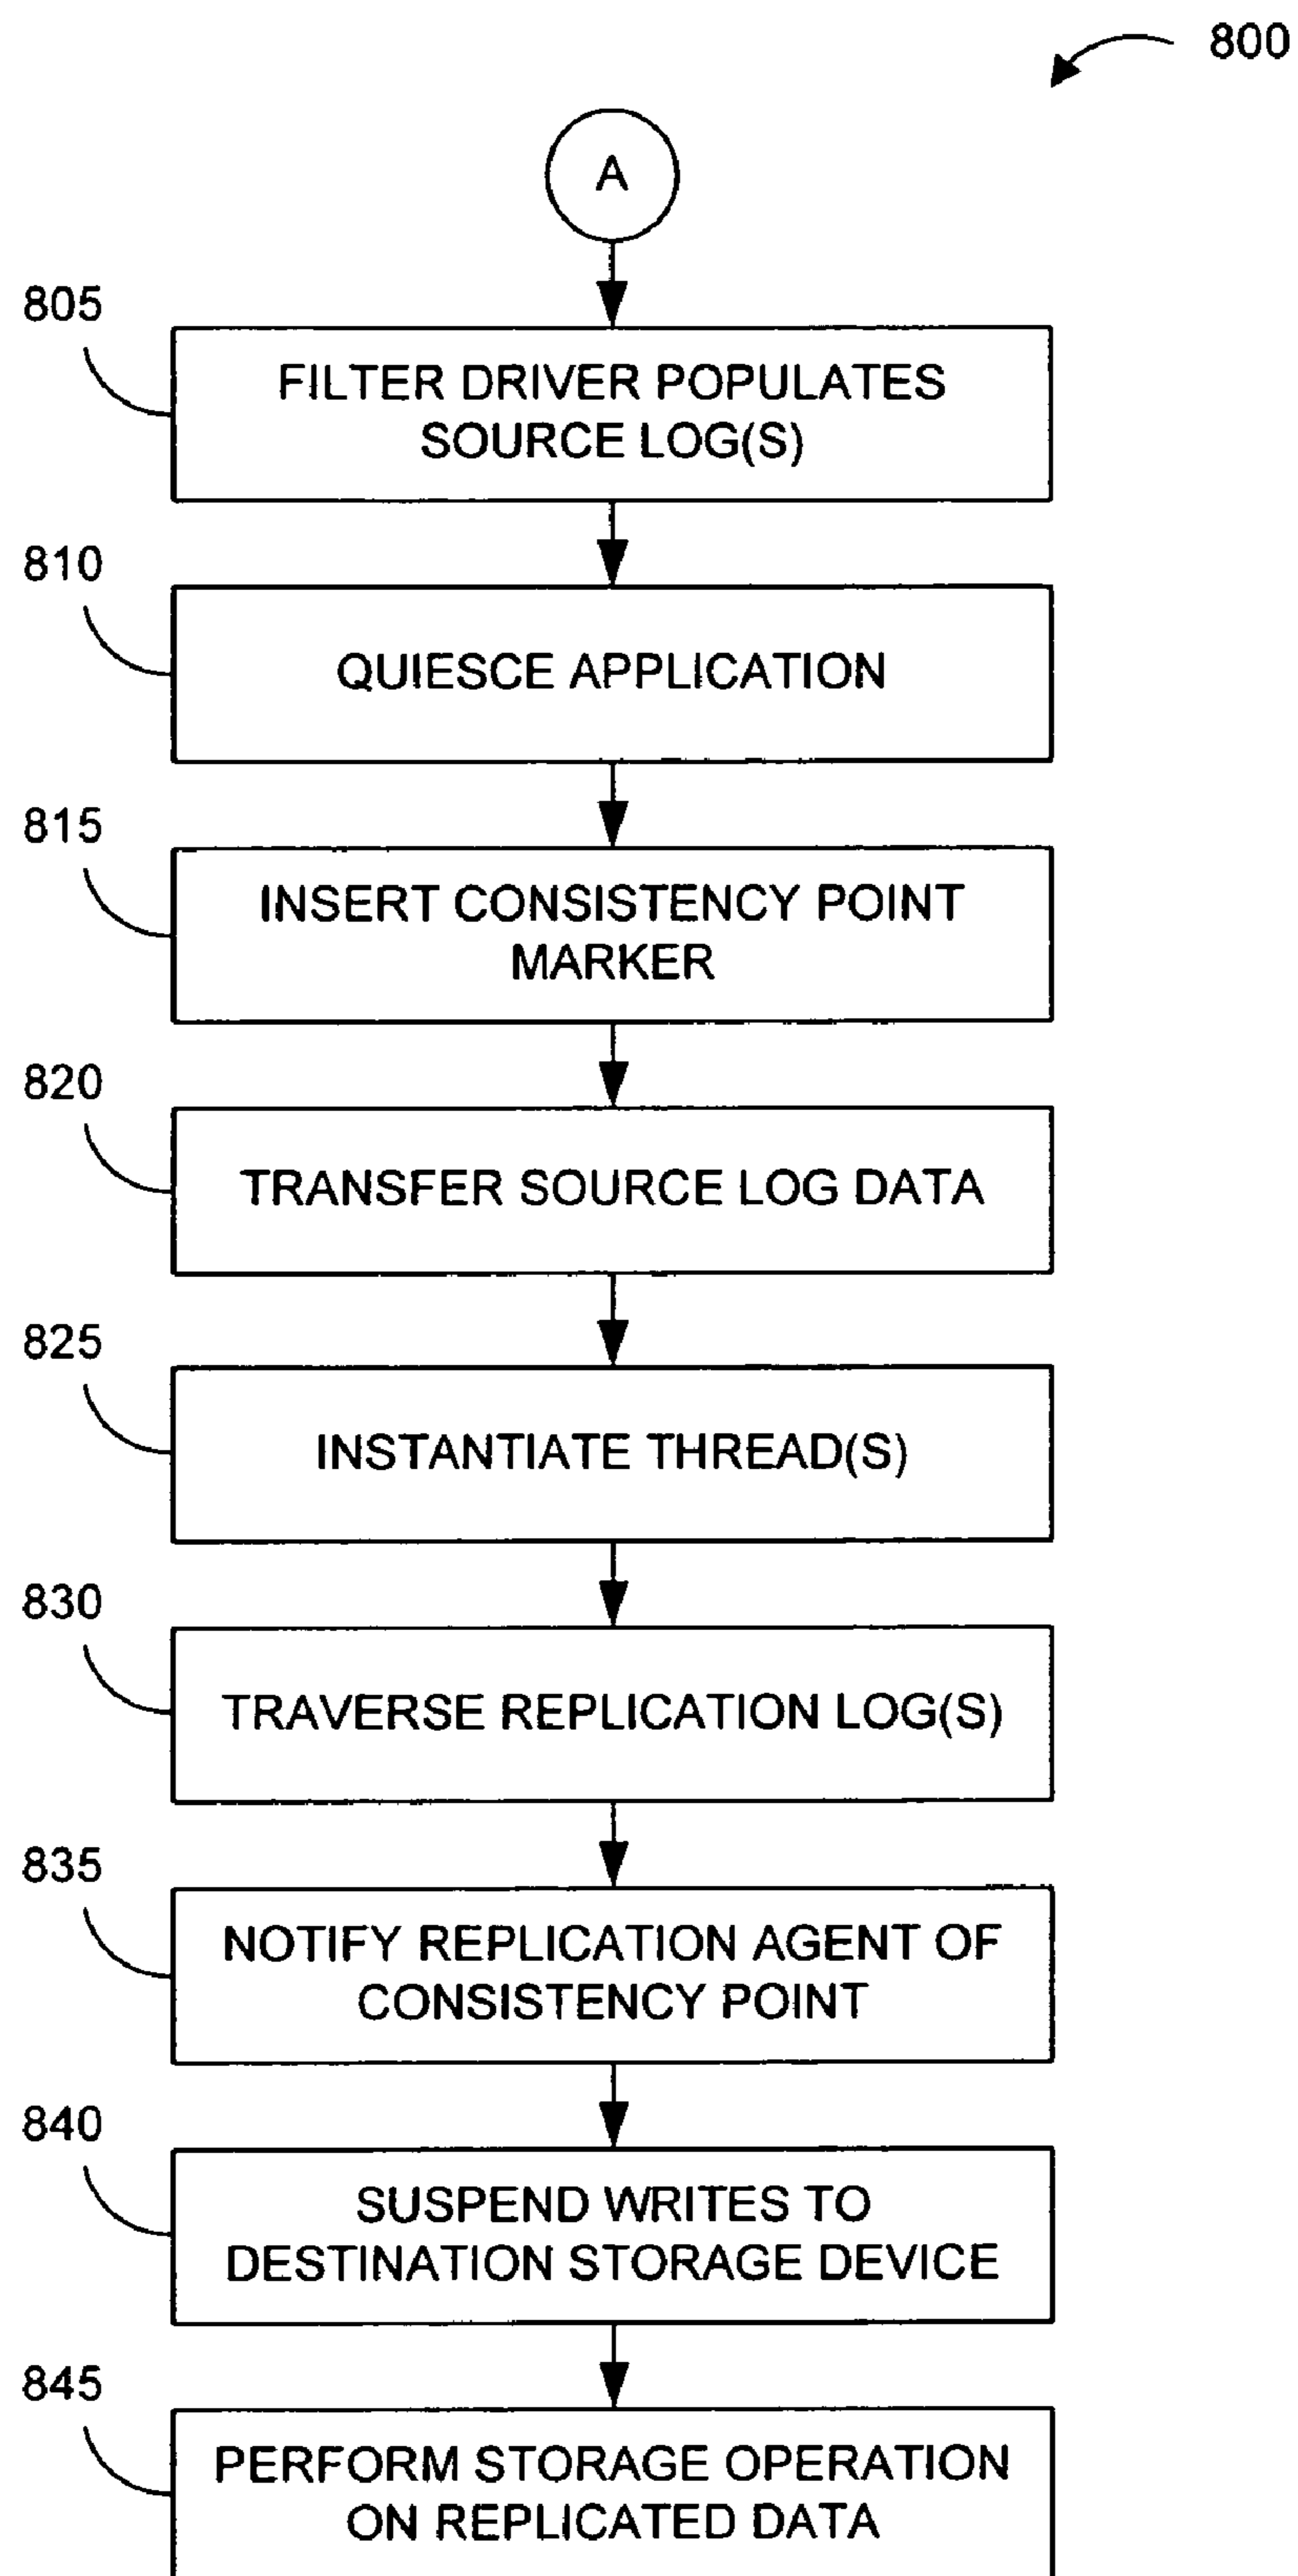 800
A
805
FILTER DRIVER POPULATES
SOURCE LOG(S)
810
QUIESCE APPLICATION
815
INSERT CONSISTENCY POINT
MARKER
820
TRANSFER SOURCE LOG DATA
825
INSTANTIATE THREAD(S)
830
TRAVERSE REPLICATION LOG(S)
835
NOTIFY REPLICATION AGENT OF
CONSISTENCY POINT
840
SUSPEND WRITES TO
DESTINATION STORAGE DEVICE
845
PERFORM STORAGE OPERATION
ON REPLICATED DATA